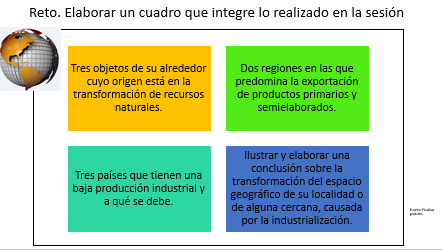 Reto. Elaborar un cuadro que integre lo realizado en la sesión
Tres objetos de su alrededor
cuyo origen está en la
transformación de recursos
naturales.
Dos regiones en las que
predomina la exportación
de productos primarios y
semielaborados.
Tres países que tienen una
baja producción industrial y
a qué se debe.
Ilustrar y elaborar una
conclusión sobre la
transformación del espacio
geográfico de su localidad o
de alguna cercana, causada
por la industrialización.